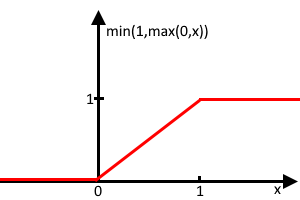 min(1,max(0,x))
1
0
1
x